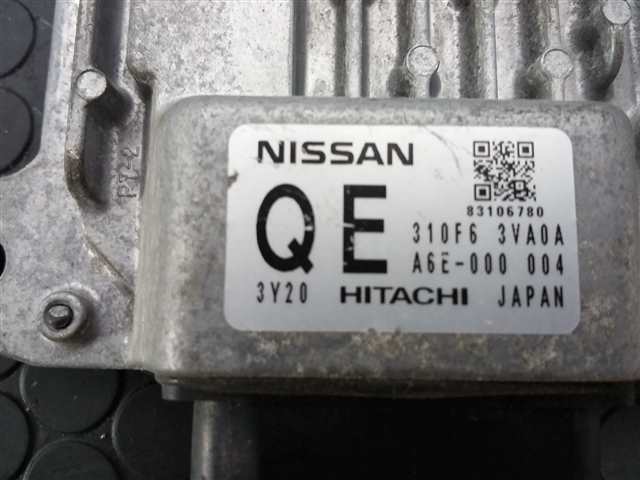 NISSAN
83106780
QE
310F6 3VA0A
A6E-000 004
3Y20 HITACHI JAPAN